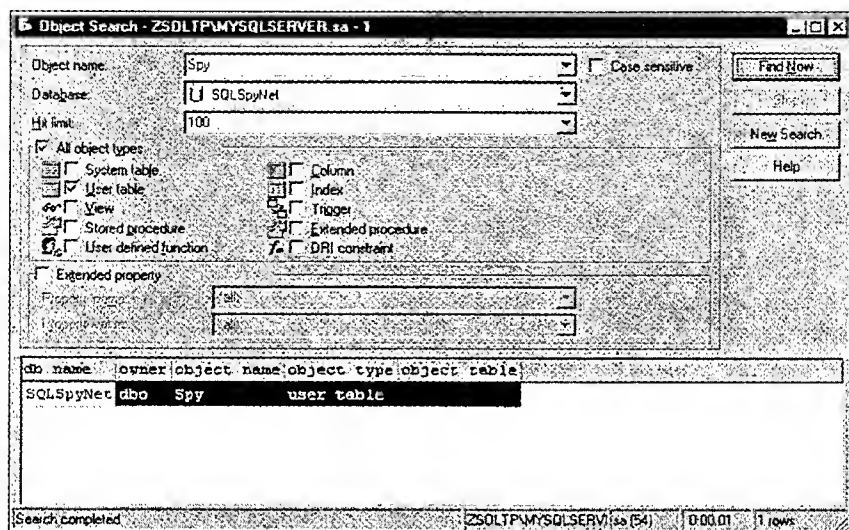 Object Search - ZSOLTP\MYSQLSERVER.sa - 1
Object name: Spy Case sensitive Find Now
Database: SQLSpyNet
Hit limit: 100 New Search
All object types Help
System table Column
User table Index
View Trigger
Stored procedure Extended procedure
User defined function DRI constraint
Extended property
db name owner object name object type object table
SQLSpyNet dbo Spy user table
Search completed ZSOLTP\MYSQLSERV sa (54) 0:00:01 1 rows